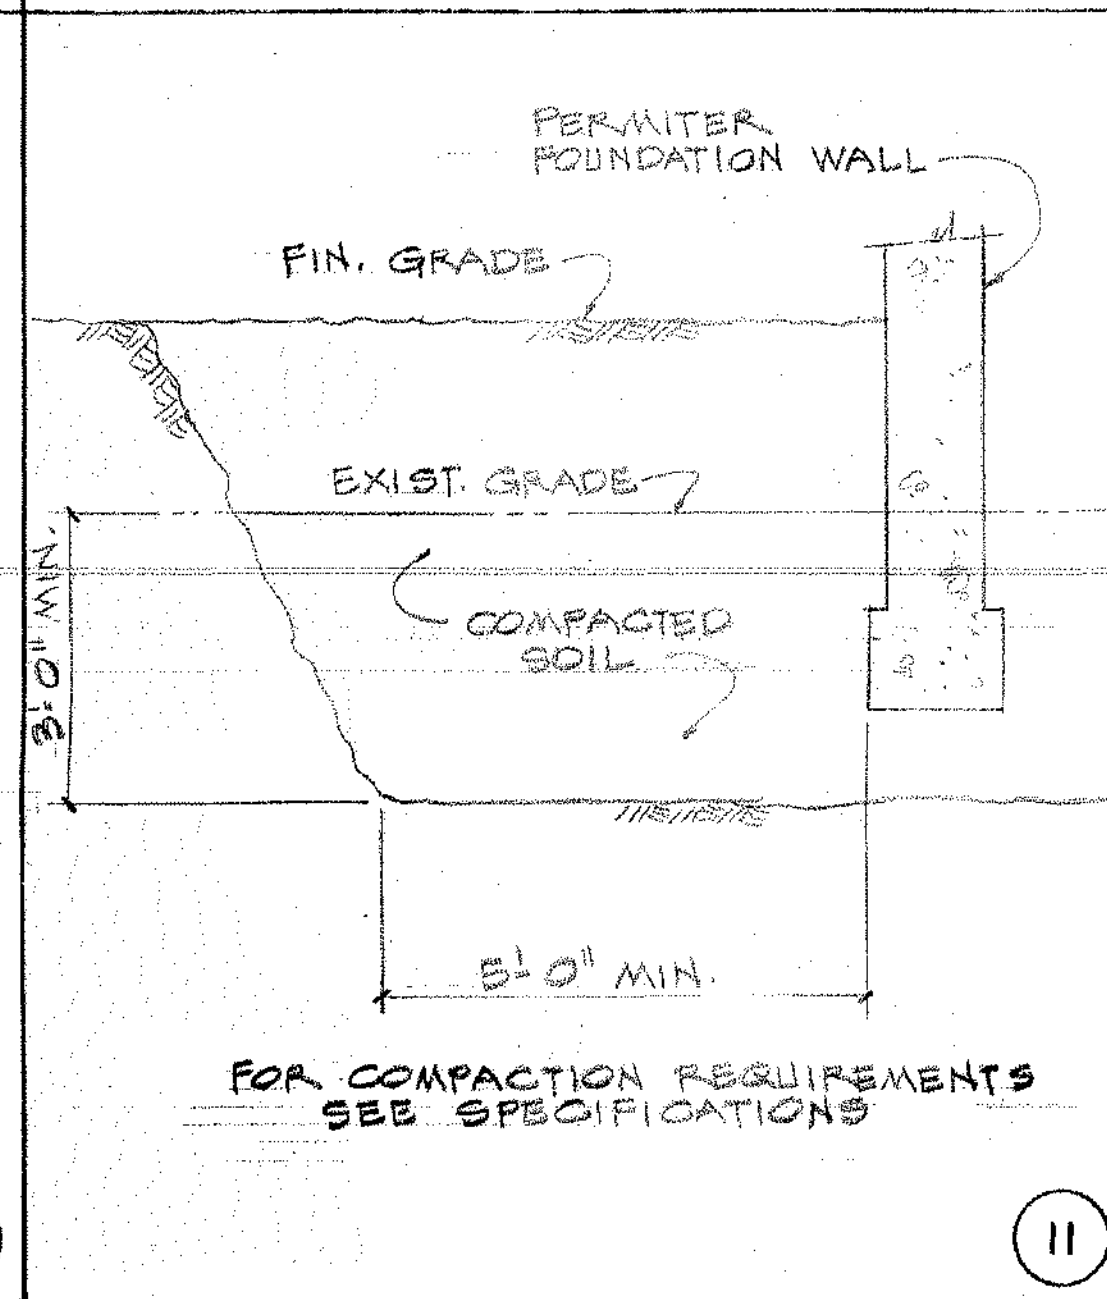 PERMITER
FOUNDATION WALL
FIN. GRADE
EXIST. GRADE
3'-0" MIN.
COMPACTED
SOIL
5'-0" MIN.
FOR COMPACTION REQUIREMENTS
SEE SPECIFICATIONS
11